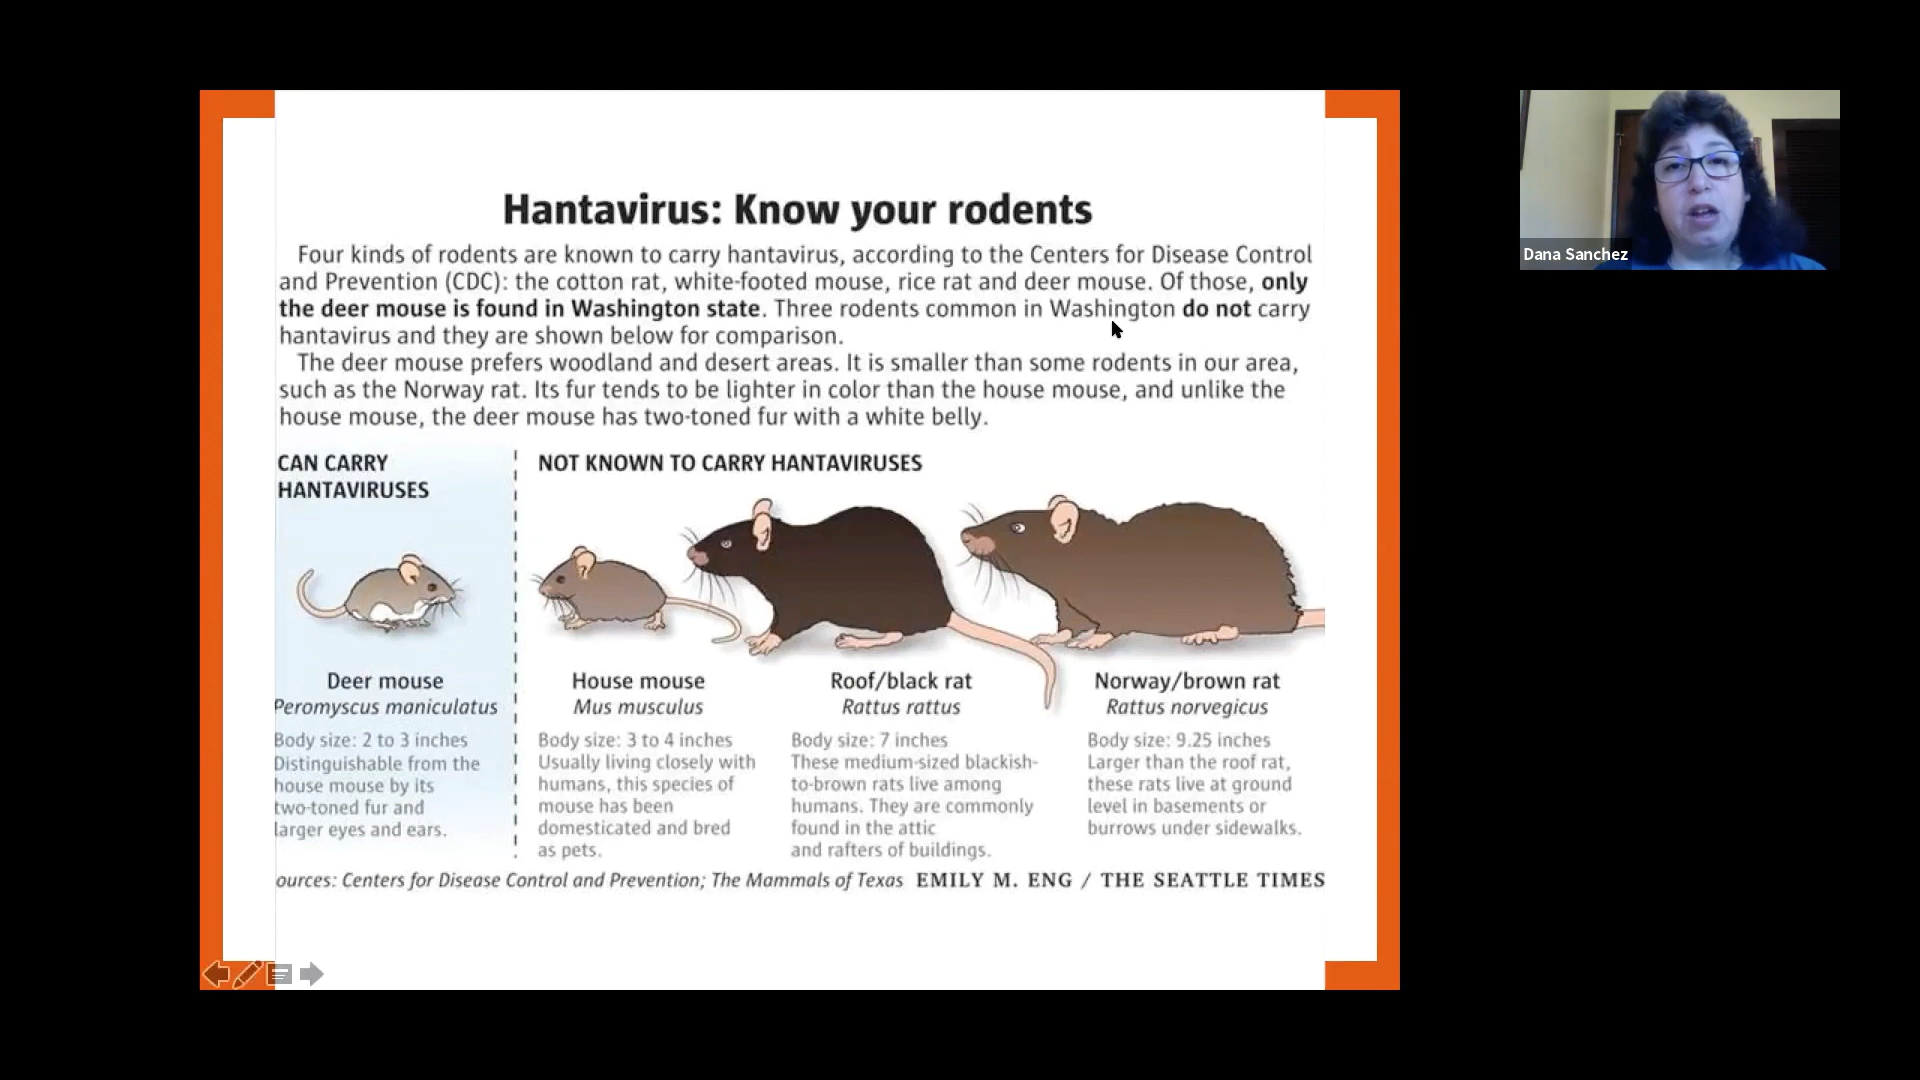 Hantavirus: Know your rodents
Four kinds of rodents are known to carry hantavirus, according to the Centers for Disease Control
and Prevention (CDC): the cotton rat, white-footed mouse, rice rat and deer mouse. Of those, only
the deer mouse is found in Washington state. Three rodents common in Washington do not carry
hantavirus and they are shown below for comparison.
The deer mouse prefers woodland and desert areas. It is smaller than some rodents in our area,
such as the Norway rat. Its fur tends to be lighter in color than the house mouse, and unlike the
house mouse, the deer mouse has two-toned fur with a white belly.
CAN CARRY
HANTAVIRUSES
Deer mouse
Peromyscus maniculatus
Body size: 2 to 3 inches
Distinguishable from the
house mouse by its
two-toned fur and
larger eyes and ears.
NOT KNOWN TO CARRY HANTAVIRUSES
House mouse
Mus musculus
Body size: 3 to 4 inches
Usually living closely with
humans, this species of
mouse has been
domesticated and bred
as pets.
Roof/black rat
Rattus rattus
Body size: 7 inches
These medium-sized blackish-
to-brown rats live among
humans. They are commonly
found in the attic
and rafters of buildings.
Norway/brown rat
Rattus norvegicus
Body size: 9.25 inches
Larger than the roof rat,
these rats live at ground
level in basements or
burrows under sidewalks.
ources: Centers for Disease Control and Prevention; The Mammals of Texas EMILY M. ENG / THE SEATTLE TIMES
Dana Sanchez